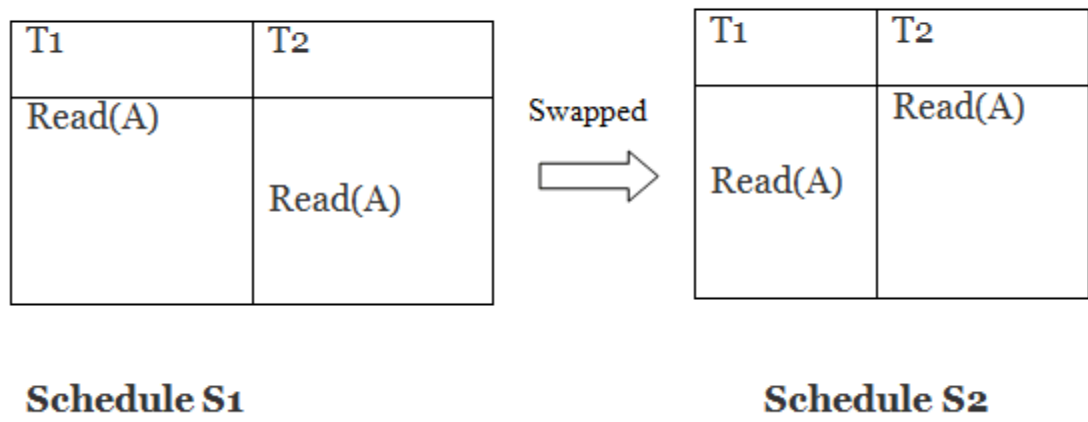 T1 T2
Read(A)
Read(A)
Swapped
T1 T2
Read(A)
Read(A)
Schedule S1
Schedule S2